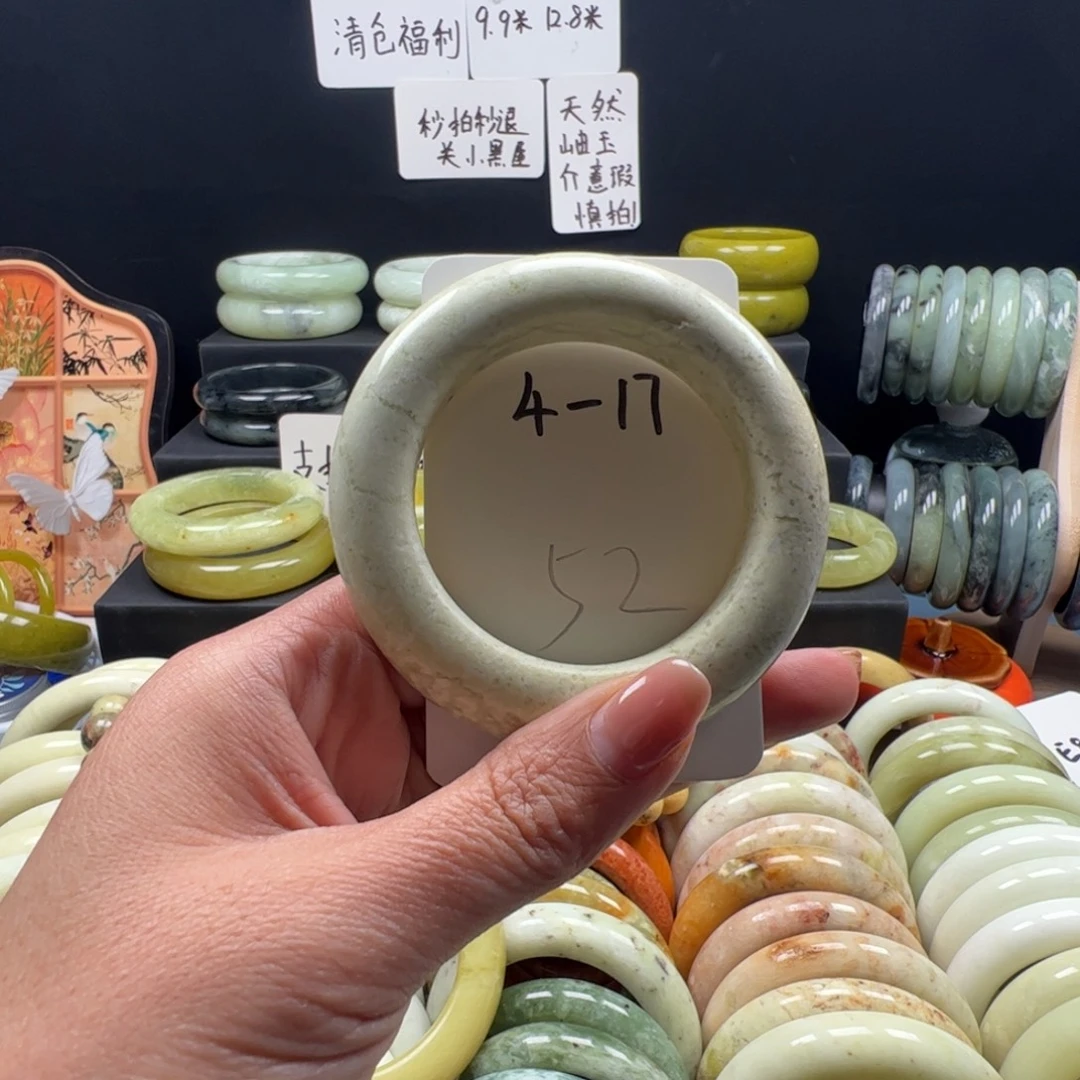 清仓福利
9.9米 12.8米
秒拍秒退
关小黑屋
天然
岫玉
介意瑕
慎拍!
4-17
52